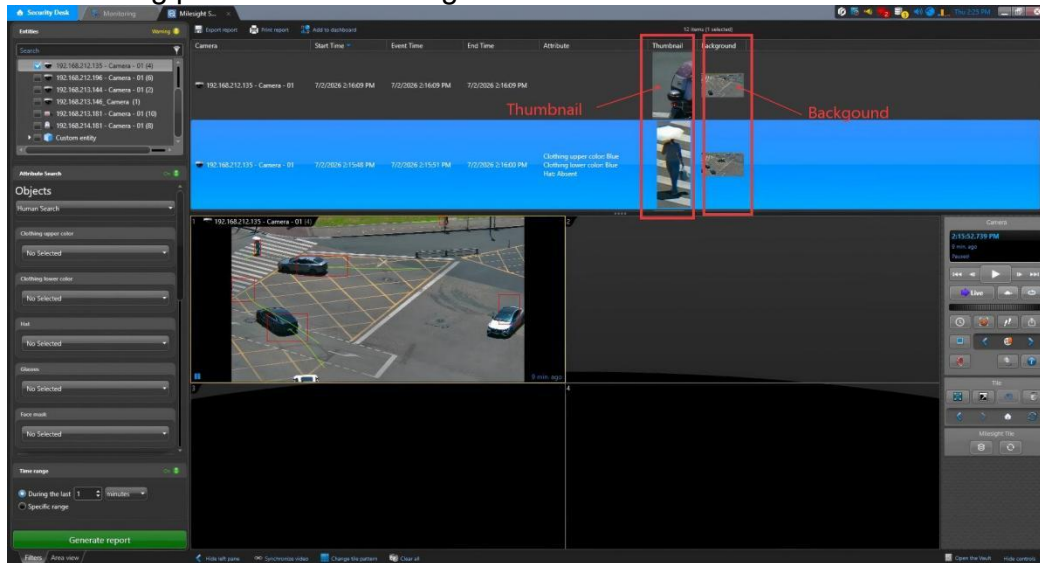 Security Desk
Monitoring
Milesight S...
Thu 2:23 PM
Entities
Warning
Export report
Print report
Add to dashboard
12 items (1 selected)
Search
Camera
Start Time
Event Time
End Time
Attribute
Thumbnail
Background
192.168.212.135 - Camera - 01 (4)
192.168.212.196 - Camera - 01 (6)
192.168.213.144 - Camera - 01 (2)
192.168.213.146_ Camera (1)
192.168.213.181 - Camera - 01 (10)
192.168.214.181 - Camera - 01 (8)
Custom entity
192.168.212.135 - Camera - 01
7/2/2026 2:16:09 PM
7/2/2026 2:16:09 PM
7/2/2026 2:16:09 PM
Thumbnail
Backgound
192.168.212.135 - Camera - 01
7/2/2026 2:15:48 PM
7/2/2026 2:15:51 PM
7/2/2026 2:16:03 PM
Clothing upper color: Blue
Clothing lower color: Blue
Hat: Absent
Attribute Search
On
Objects
Human Search
Clothing upper color
No Selected
Clothing lower color
No Selected
Hat
No Selected
Glasses
No Selected
Face mask
No Selected
Time range
On
During the last 1 minutes
Specific range
Generate report
Filters
Area view
1
192.168.212.135 - Camera - 01 (4)
2
3
4
Camera
2:15:52.739 PM
8 min. ago
Paused
Live
Tile
Milesight Tile
Hide left pane
Synchronize video
Change tile pattern
Clear all
Open the Vault
Hide controls